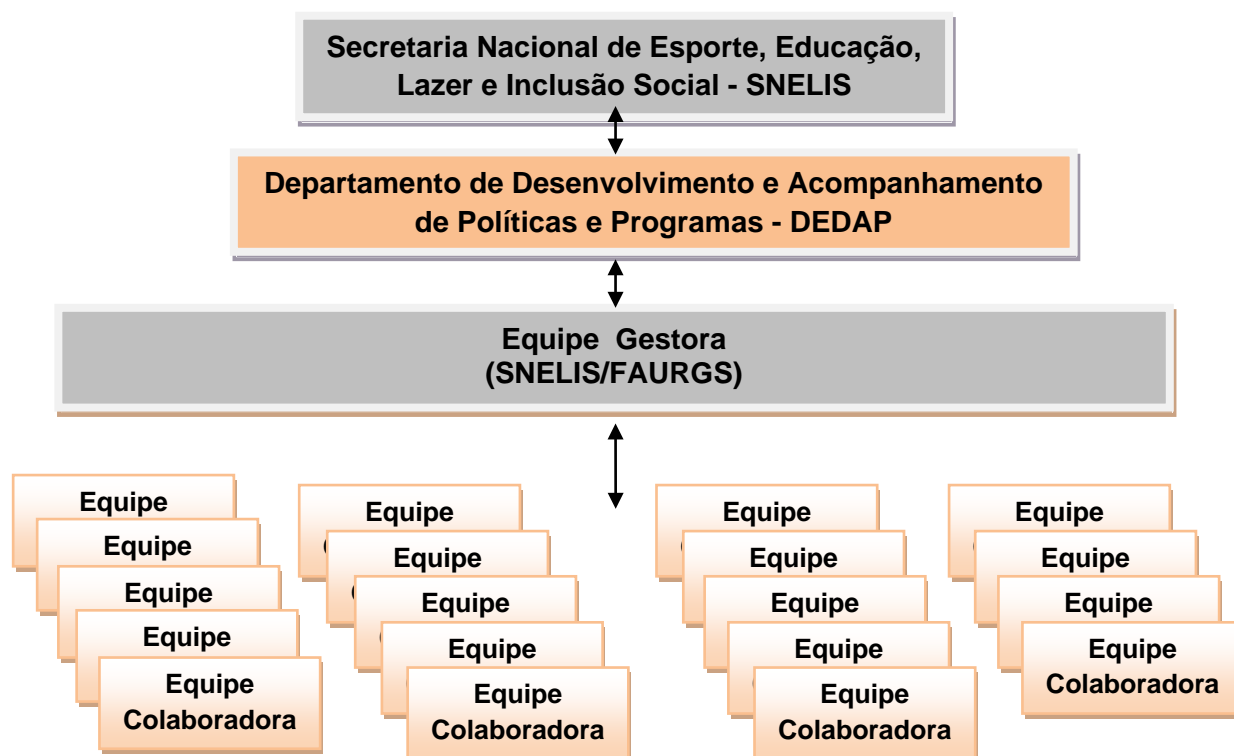 Secretaria Nacional de Esporte, Educação,
Lazer e Inclusão Social - SNELIS
Departamento de Desenvolvimento e Acompanhamento
de Políticas e Programas - DEDAP
Equipe  Gestora
(SNELIS/FAURGS)
Equipe
Equipe
Equipe
Equipe
Equipe
Colaboradora
Equipe
Equipe
Equipe
Equipe
Equipe
Colaboradora
Equipe
Equipe
Equipe
Equipe
Equipe
Colaboradora
Equipe
Equipe
Equipe
Equipe
Colaboradora